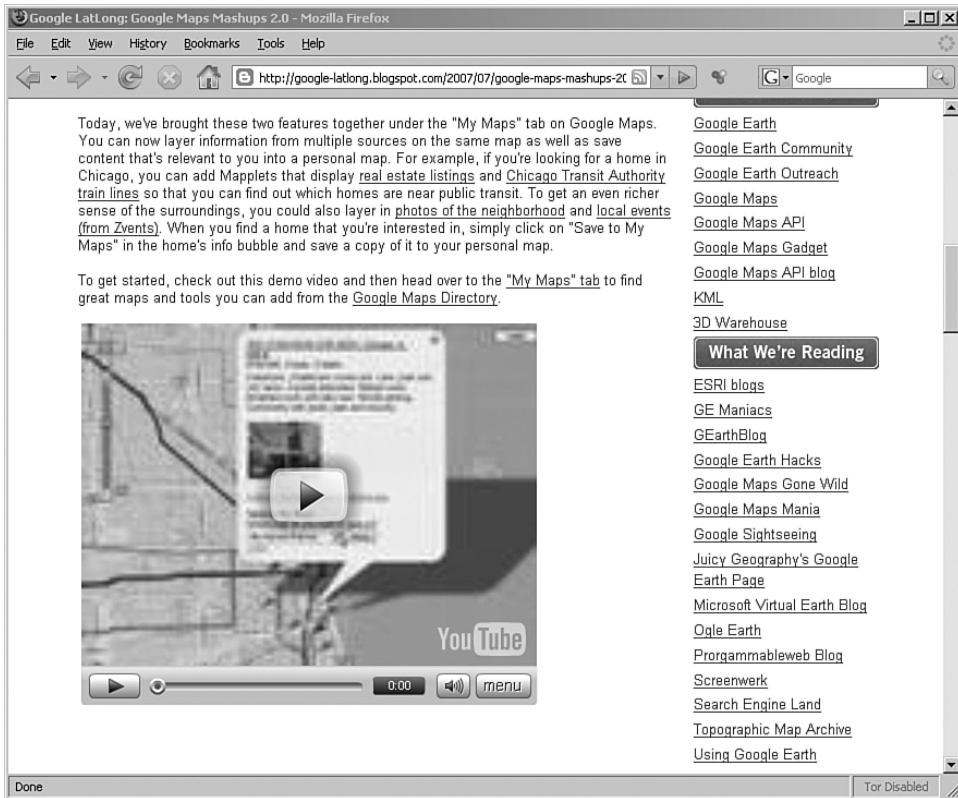 Google LatLong: Google Maps Mashups 2.0 - Mozilla Firefox
File Edit View History Bookmarks Tools Help
http://google-latlong.blogspot.com/2007/07/google-maps-mashups-20
G Google
Today, we've brought these two features together under the "My Maps" tab on Google Maps.
You can now layer information from multiple sources on the same map as well as save
content that's relevant to you into a personal map. For example, if you're looking for a home in
Chicago, you can add Mapplets that display real estate listings and Chicago Transit Authority
train lines so that you can find out which homes are near public transit. To get an even richer
sense of the surroundings, you could also layer in photos of the neighborhood and local events
(from Zvents). When you find a home that you're interested in, simply click on "Save to My
Maps" in the home's info bubble and save a copy of it to your personal map.
To get started, check out this demo video and then head over to the "My Maps" tab to find
great maps and tools you can add from the Google Maps Directory.
YouTube
0:00 menu
Google Earth
Google Earth Community
Google Earth Outreach
Google Maps
Google Maps API
Google Maps Gadget
Google Maps API blog
KML
3D Warehouse
What We're Reading
ESRI blogs
GE Maniacs
GEarthBlog
Google Earth Hacks
Google Maps Gone Wild
Google Maps Mania
Google Sightseeing
Juicy Geography's Google
Earth Page
Microsoft Virtual Earth Blog
Ogle Earth
Prorgammableweb Blog
Screenwerk
Search Engine Land
Topographic Map Archive
Using Google Earth
Done
Tor Disabled